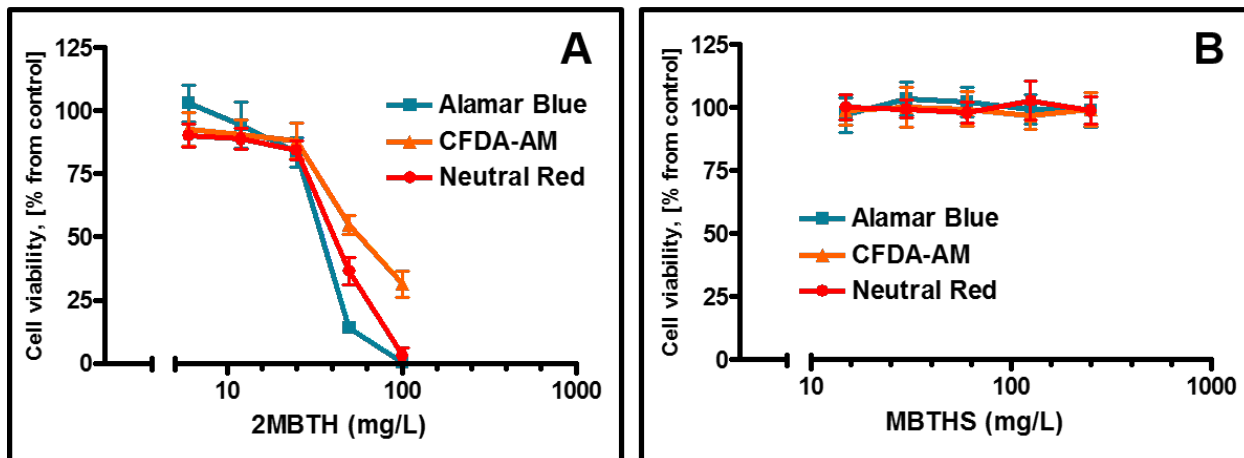 A
Cell viability, [% from control]
125
100
75
50
25
0
Alamar Blue
CFDA-AM
Neutral Red
10
100
1000
2MBTH (mg/L)
B
Cell viability, [% from control]
125
100
75
50
25
0
Alamar Blue
CFDA-AM
Neutral Red
10
100
1000
MBTHS (mg/L)